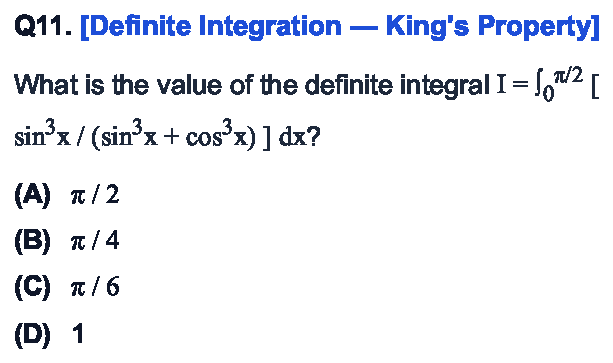 Q11. [Definite Integration — King's Property]
What is the value of the definite integral I = ∫₀^π/2 [
sin³x / (sin³x + cos³x) ] dx?
(A) π / 2
(B) π / 4
(C) π / 6
(D) 1